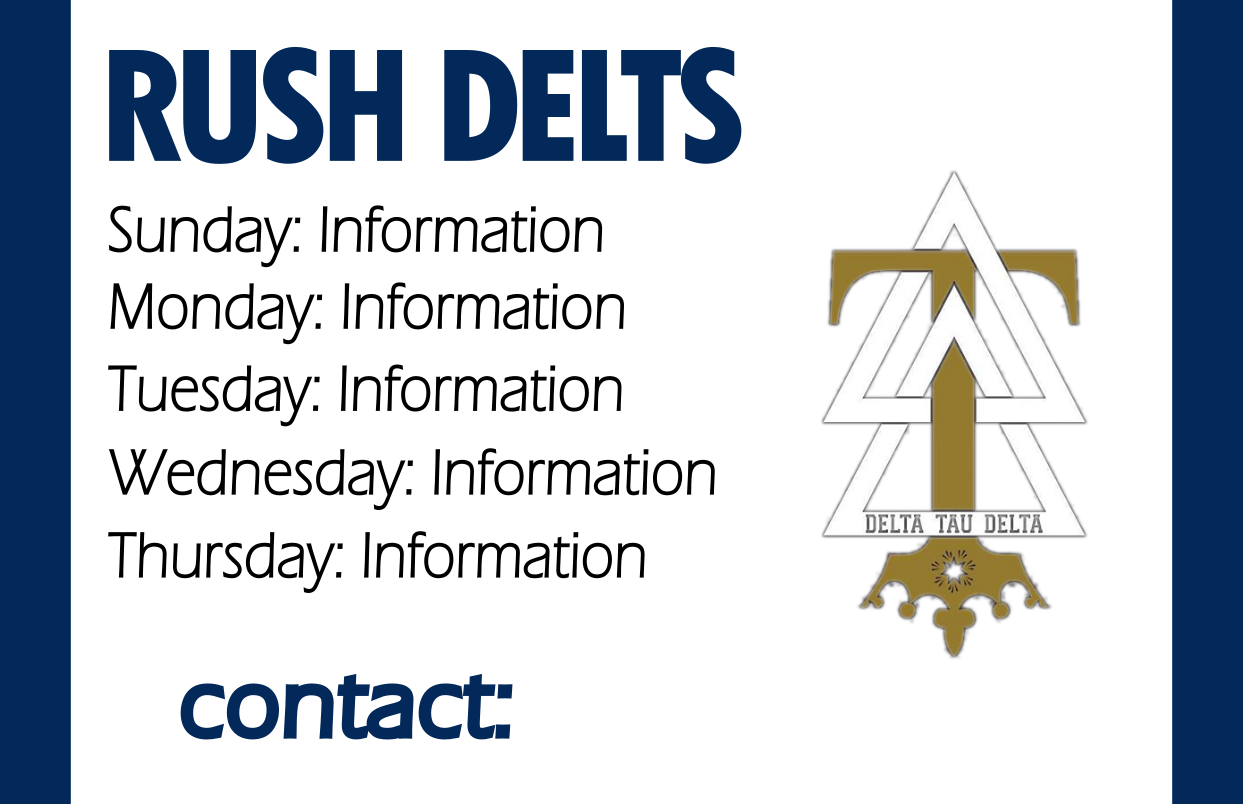 RUSH DELTS
Sunday: Information
Monday: Information
Tuesday: Information
Wednesday: Information
Thursday: Information
DELTA TAU DELTA
contact: